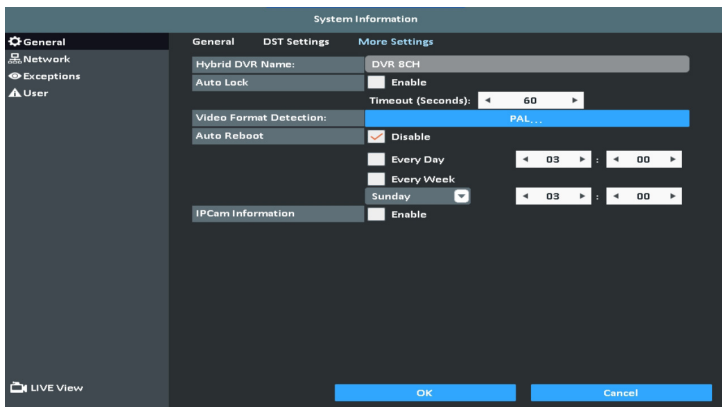 System Information
General
Network
Exceptions
User
General DST Settings More Settings
Hybrid DVR Name: DVR 8CH
Auto Lock Enable
Timeout (Seconds): 60
Video Format Detection: PAL...
Auto Reboot Disable
Every Day 03 : 00
Every Week
Sunday 03 : 00
IPCam Information Enable
LIVE View
OK Cancel